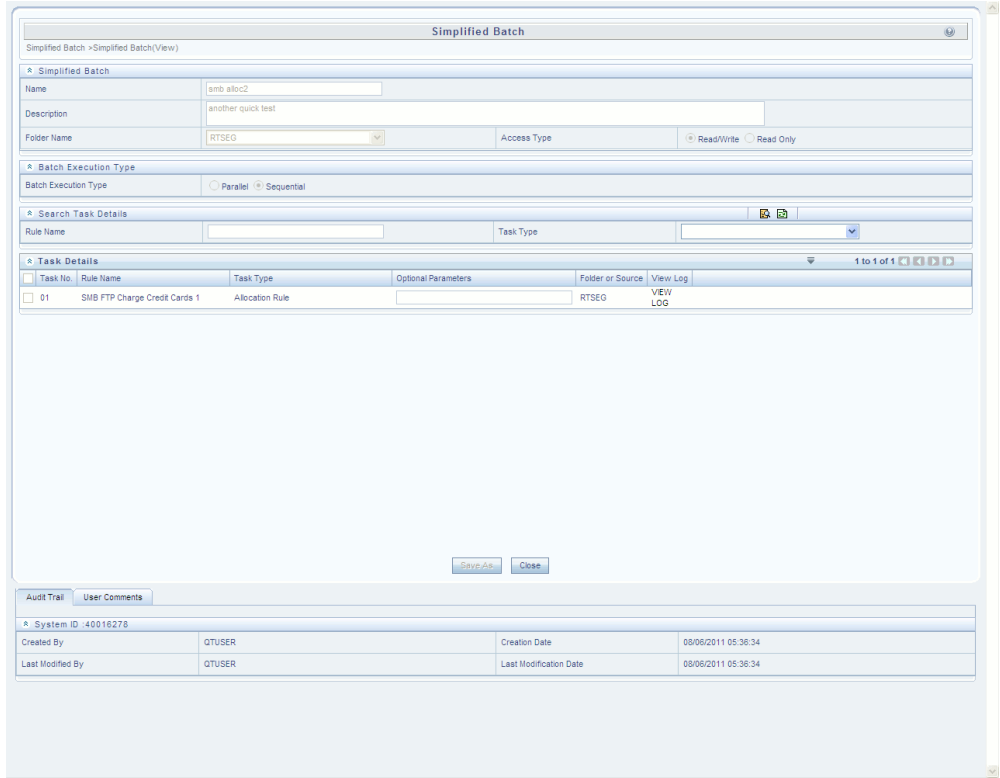 Simplified Batch
Simplified Batch >Simplified Batch(View)
Simplified Batch
Name smb alloc2
Description another quick test
Folder Name RTSEG Access Type Read/Write Read Only
Batch Execution Type
Batch Execution Type Parallel Sequential
Search Task Details
Rule Name Task Type
Task Details 1 to 1 of 1
Task No. Rule Name Task Type Optional Parameters Folder or Source View Log
01 SMB FTP Charge Credit Cards 1 Allocation Rule RTSEG VIEW LOG
Save As Close
Audit Trail User Comments
System ID :40016278
Created By QTUSER Creation Date 08/06/2011 05:36:34
Last Modified By QTUSER Last Modification Date 08/06/2011 05:36:34